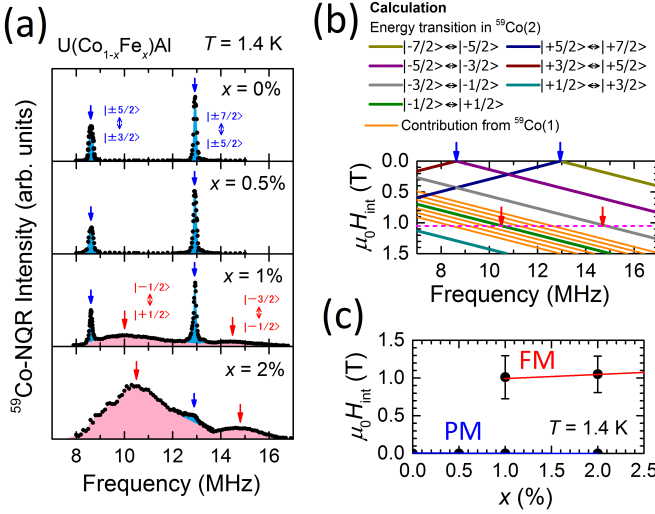 (a)
U(Co1-xFex)Al
T = 1.4 K
x = 0%
|±5/2>
|±3/2>
|±7/2>
|±5/2>
x = 0.5%
x = 1%
|−1/2>
|+1/2>
|−3/2>
|−1/2>
x = 2%
59Co-NQR Intensity (arb. units)
8 10 12 14 16
Frequency (MHz)
(b)
Calculation
Energy transition in 59Co(2)
|-7/2>⇔|-5/2>
|+5/2>⇔|+7/2>
|-5/2>⇔|-3/2>
|+3/2>⇔|+5/2>
|-3/2>⇔|-1/2>
|+1/2>⇔|+3/2>
|-1/2>⇔|+1/2>
Contribution from 59Co(1)
0.0
0.5
1.0
1.5
μ0Hint (T)
8 10 12 14 16
Frequency (MHz)
(c)
1.5
1.0
0.5
0.0
μ0Hint (T)
FM
PM
T = 1.4 K
0.0 0.5 1.0 1.5 2.0 2.5
x (%)